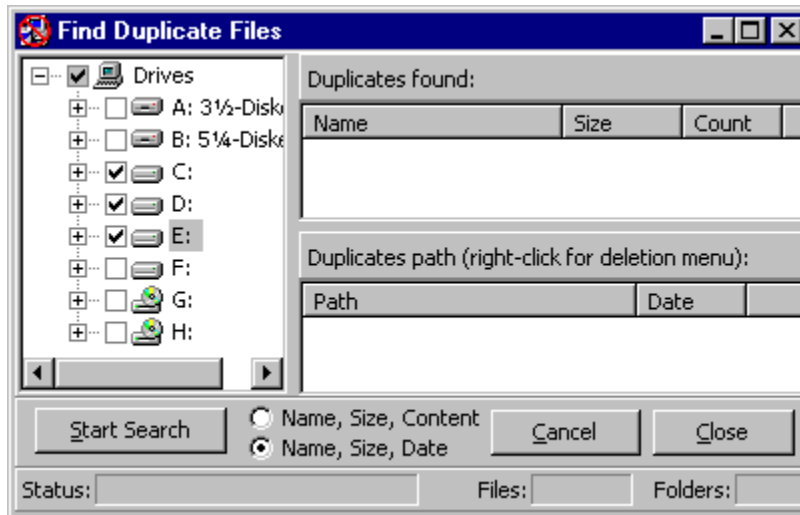 Find Duplicate Files
Drives
A: 3½-Disk
B: 5¼-Diske
C:
D:
E:
F:
G:
H:
Duplicates found:
Name Size Count
Duplicates path (right-click for deletion menu):
Path Date
Start Search
Name, Size, Content
Name, Size, Date
Cancel
Close
Status:
Files:
Folders: